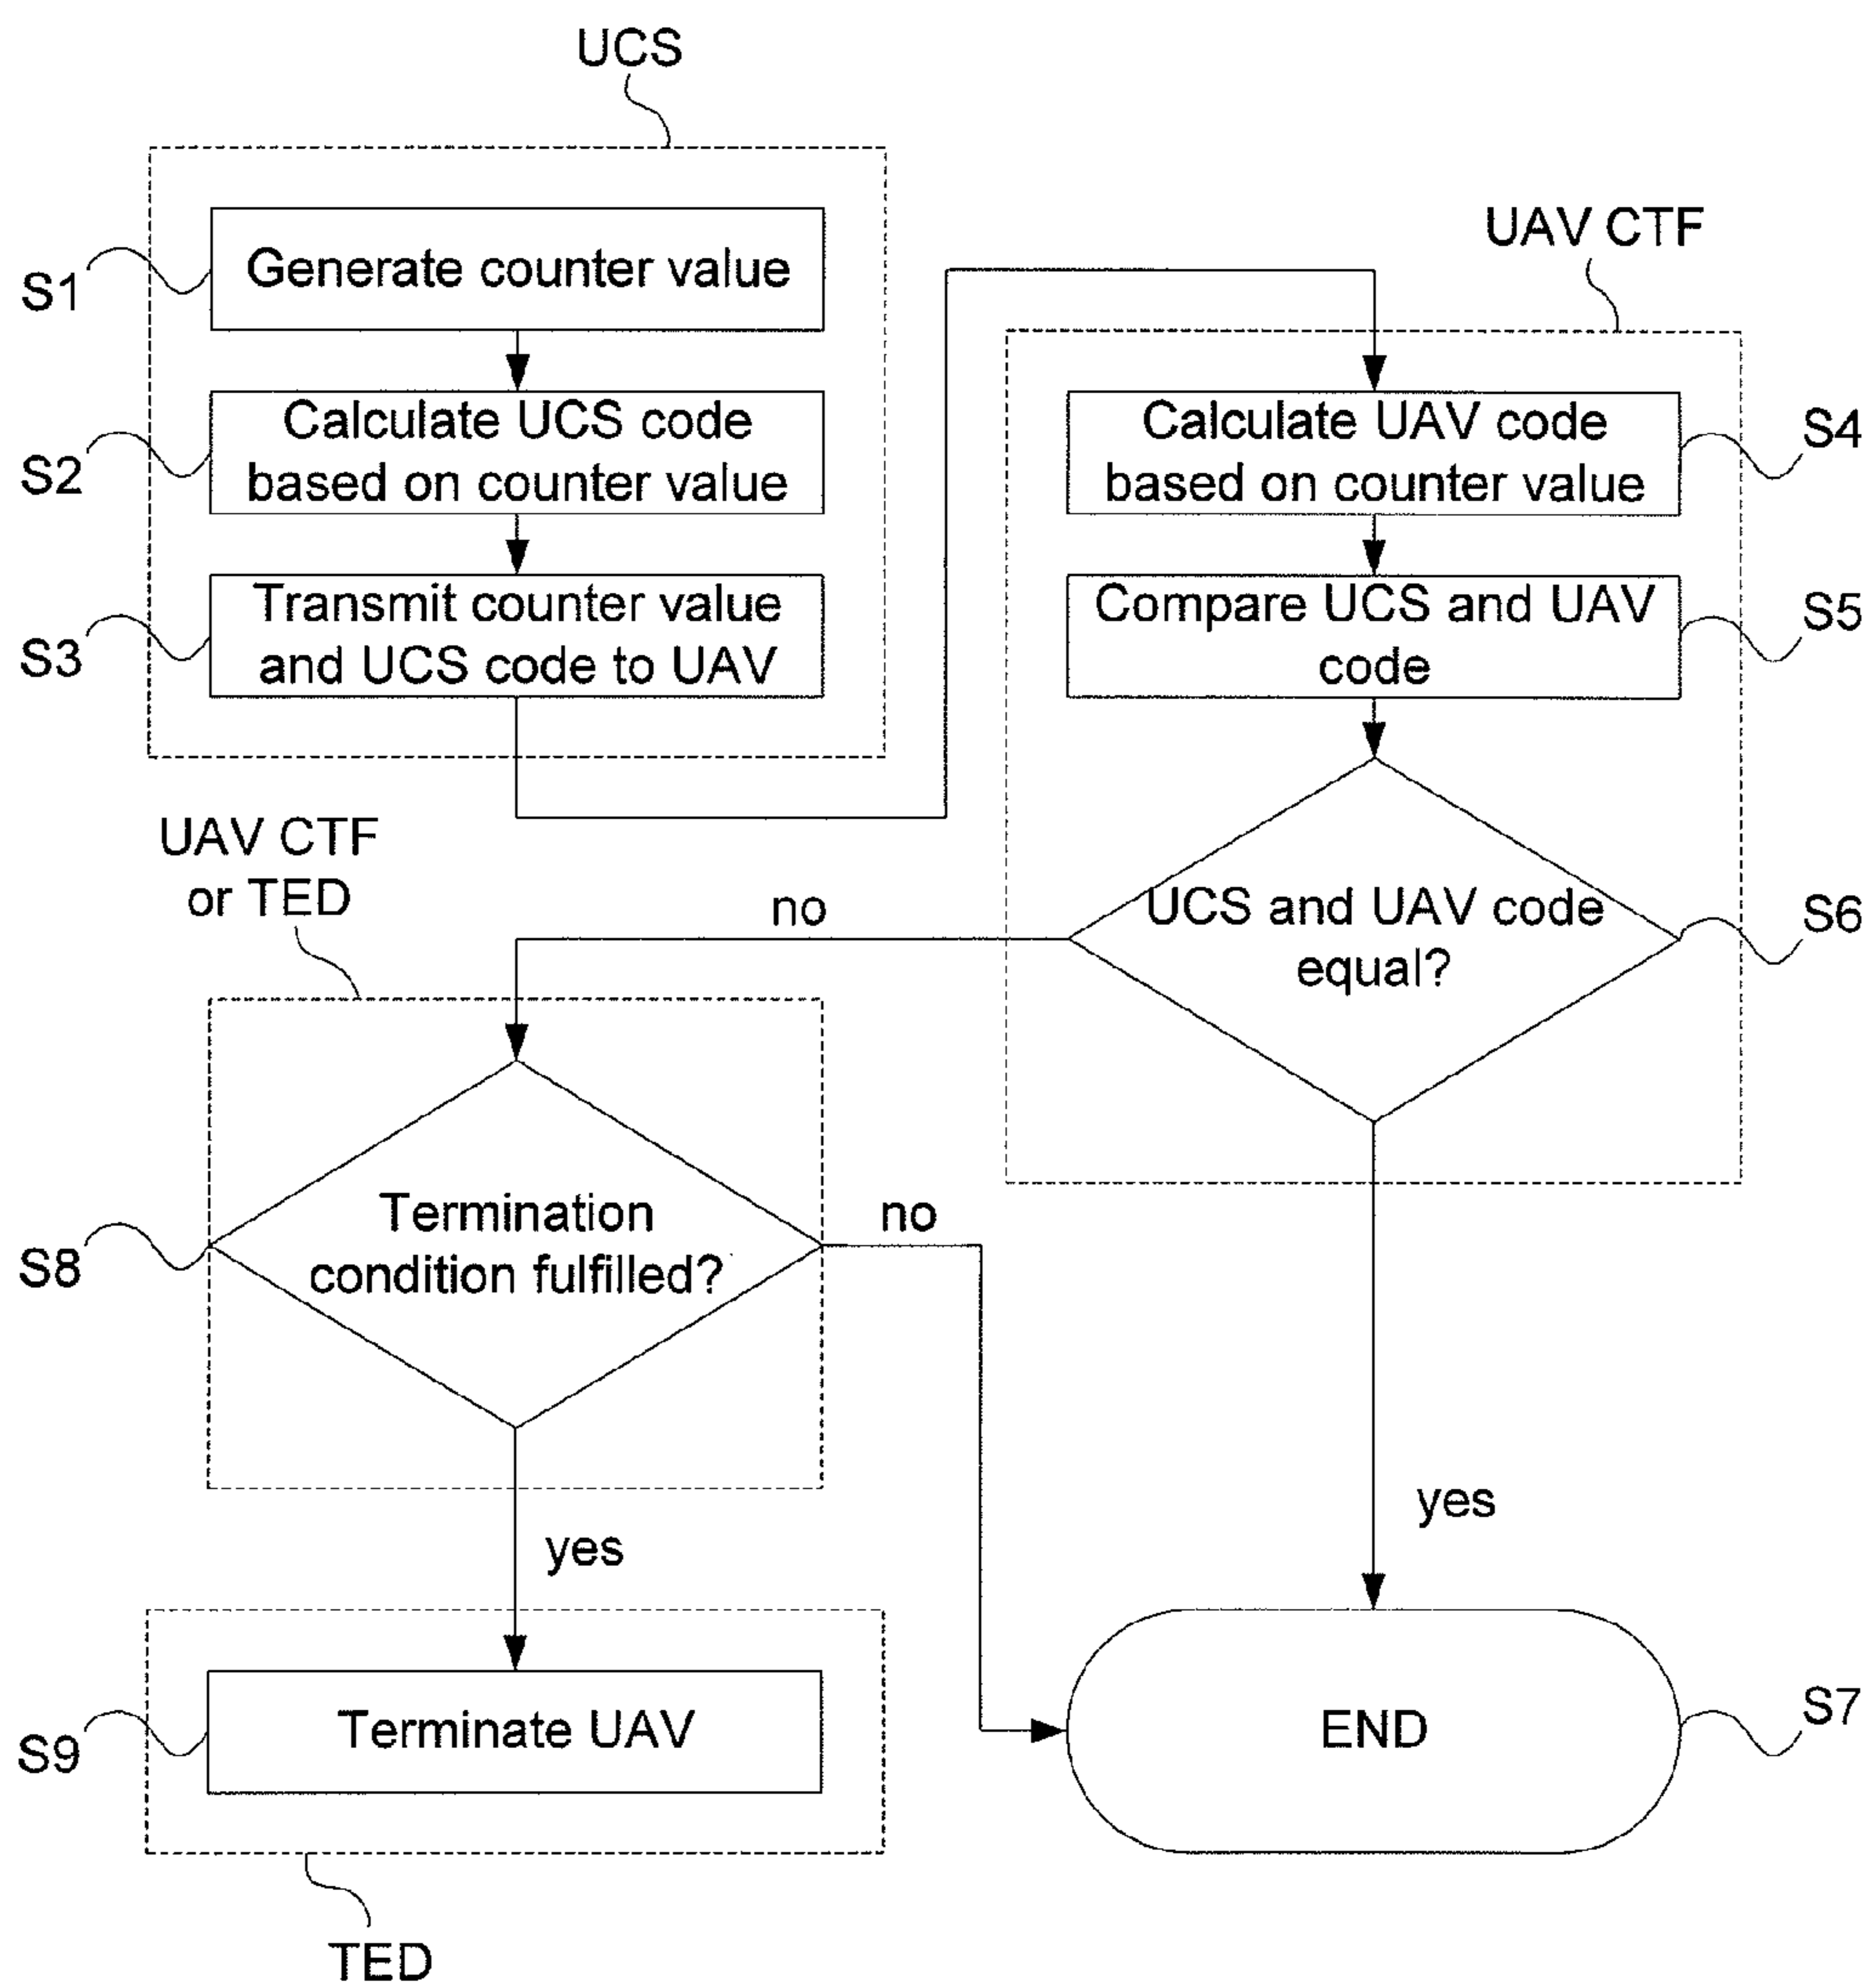 UCS
S1
Generate counter value
S2
Calculate UCS code
based on counter value
S3
Transmit counter value
and UCS code to UAV
UAV CTF
Calculate UAV code
based on counter value
S4
Compare UCS and UAV
code
S5
UCS and UAV code
equal?
S6
no
yes
UAV CTF
or TED
S8
Termination
condition fulfilled?
no
yes
S9
Terminate UAV
TED
END
S7